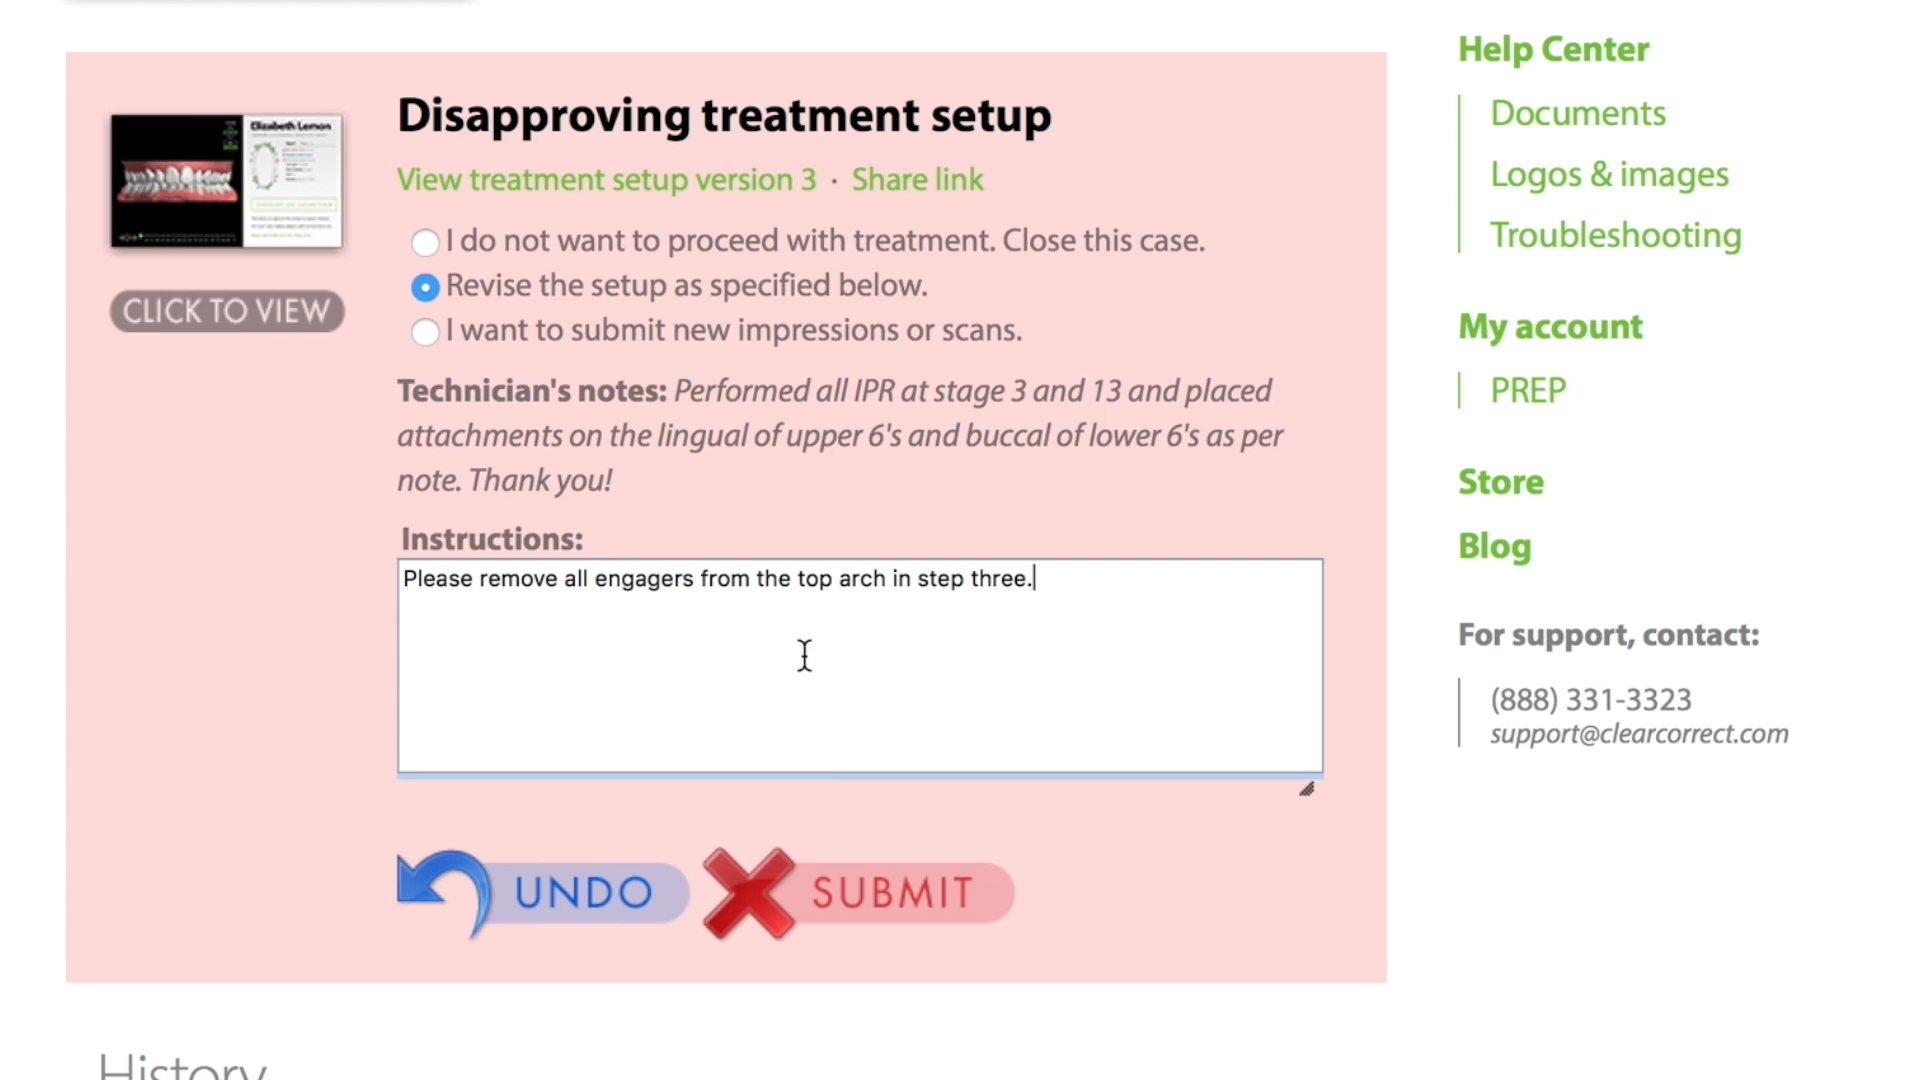 Disapproving treatment setup
View treatment setup version 3 · Share link
I do not want to proceed with treatment. Close this case.
Revise the setup as specified below.
I want to submit new impressions or scans.
Technician's notes: Performed all IPR at stage 3 and 13 and placed
attachments on the lingual of upper 6's and buccal of lower 6's as per
note. Thank you!
Instructions:
Please remove all engagers from the top arch in step three.
UNDO
SUBMIT
Elizabeth Lemon
CLICK TO VIEW
History
Help Center
Documents
Logos & images
Troubleshooting
My account
PREP
Store
Blog
For support, contact:
(888) 331-3323
support@clearcorrect.com